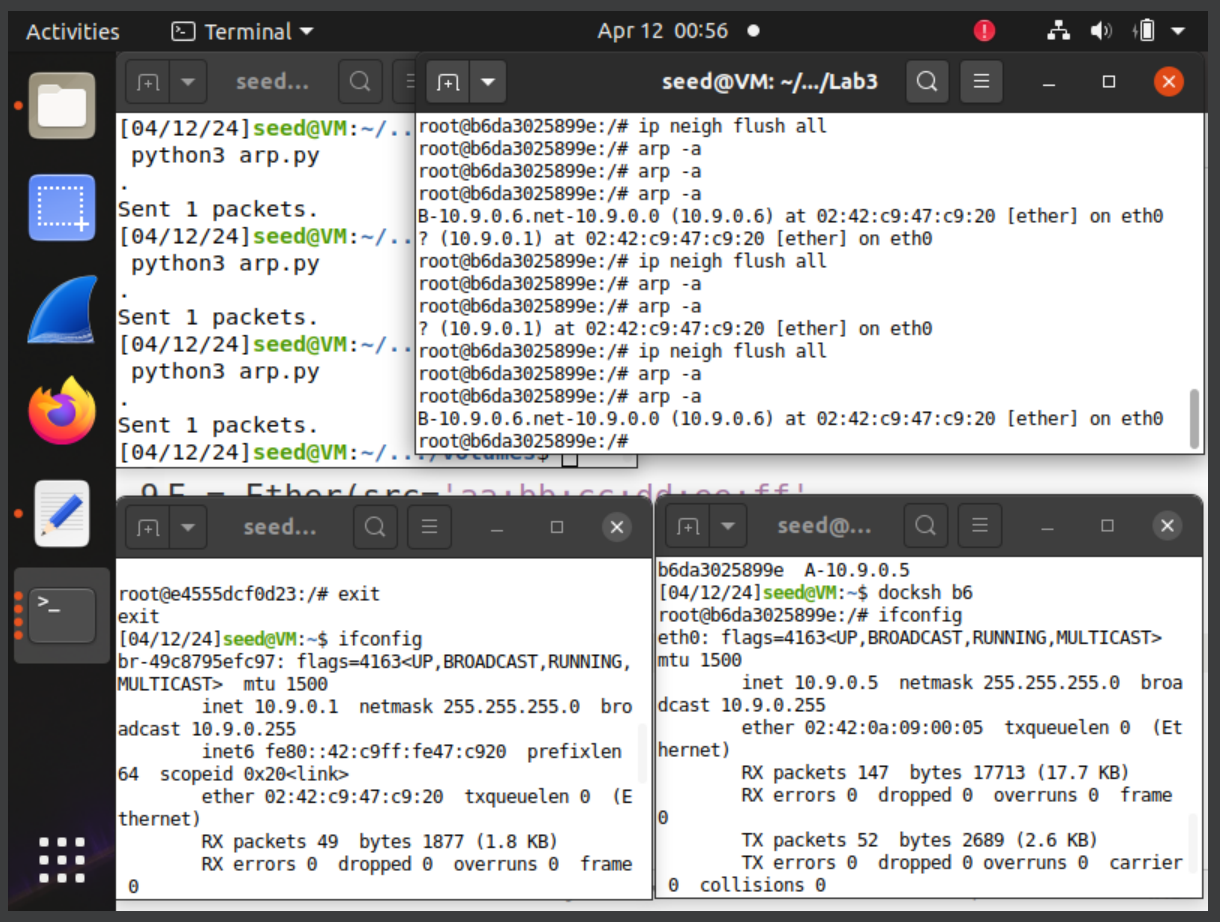 Activities
Terminal
Apr 12 00:56
seed...
[04/12/24]seed@VM:~/..
python3 arp.py
.
Sent 1 packets.
[04/12/24]seed@VM:~/..
python3 arp.py
.
Sent 1 packets.
[04/12/24]seed@VM:~/..
python3 arp.py
.
Sent 1 packets.
[04/12/24]seed@VM:~/.../volumes$
seed@VM: ~/.../Lab3
root@b6da3025899e:/# ip neigh flush all
root@b6da3025899e:/# arp -a
root@b6da3025899e:/# arp -a
root@b6da3025899e:/# arp -a
B-10.9.0.6.net-10.9.0.0 (10.9.0.6) at 02:42:c9:47:c9:20 [ether] on eth0
? (10.9.0.1) at 02:42:c9:47:c9:20 [ether] on eth0
root@b6da3025899e:/# ip neigh flush all
root@b6da3025899e:/# arp -a
root@b6da3025899e:/# arp -a
? (10.9.0.1) at 02:42:c9:47:c9:20 [ether] on eth0
root@b6da3025899e:/# ip neigh flush all
root@b6da3025899e:/# arp -a
root@b6da3025899e:/# arp -a
B-10.9.0.6.net-10.9.0.0 (10.9.0.6) at 02:42:c9:47:c9:20 [ether] on eth0
root@b6da3025899e:/#
9E = Ether(src='aa:bb:cc:dd:ee:ff'
seed...
root@e4555dcf0d23:/# exit
exit
[04/12/24]seed@VM:~$ ifconfig
br-49c8795efc97: flags=4163<UP,BROADCAST,RUNNING,
MULTICAST>  mtu 1500
inet 10.9.0.1  netmask 255.255.255.0  bro
adcast 10.9.0.255
inet6 fe80::42:c9ff:fe47:c920  prefixlen
64  scopeid 0x20<link>
ether 02:42:c9:47:c9:20  txqueuelen 0  (E
thernet)
RX packets 49  bytes 1877 (1.8 KB)
RX errors 0  dropped 0  overruns 0  frame
0
seed@...
b6da3025899e  A-10.9.0.5
[04/12/24]seed@VM:~$ docksh b6
root@b6da3025899e:/# ifconfig
eth0: flags=4163<UP,BROADCAST,RUNNING,MULTICAST>
mtu 1500
inet 10.9.0.5  netmask 255.255.255.0  broa
dcast 10.9.0.255
ether 02:42:0a:09:00:05  txqueuelen 0  (Et
hernet)
RX packets 147  bytes 17713 (17.7 KB)
RX errors 0  dropped 0  overruns 0  frame
0
TX packets 52  bytes 2689 (2.6 KB)
TX errors 0  dropped 0 overruns 0  carrier
0  collisions 0